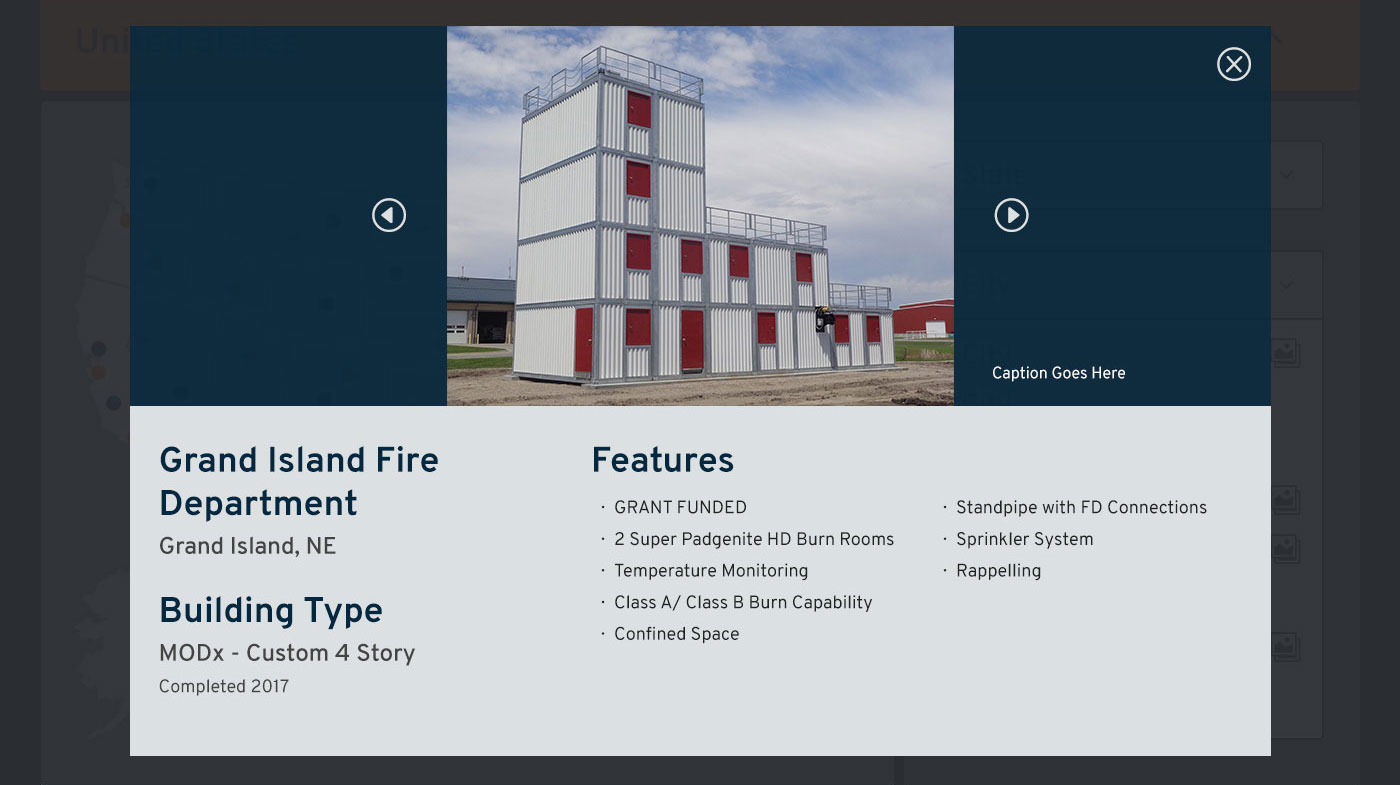 United States
Caption Goes Here
Grand Island Fire
Department
Grand Island, NE
Building Type
MODx - Custom 4 Story
Completed 2017
Features
· GRANT FUNDED
· 2 Super Padgenite HD Burn Rooms
· Temperature Monitoring
· Class A/ Class B Burn Capability
· Confined Space
· Standpipe with FD Connections
· Sprinkler System
· Rappelling